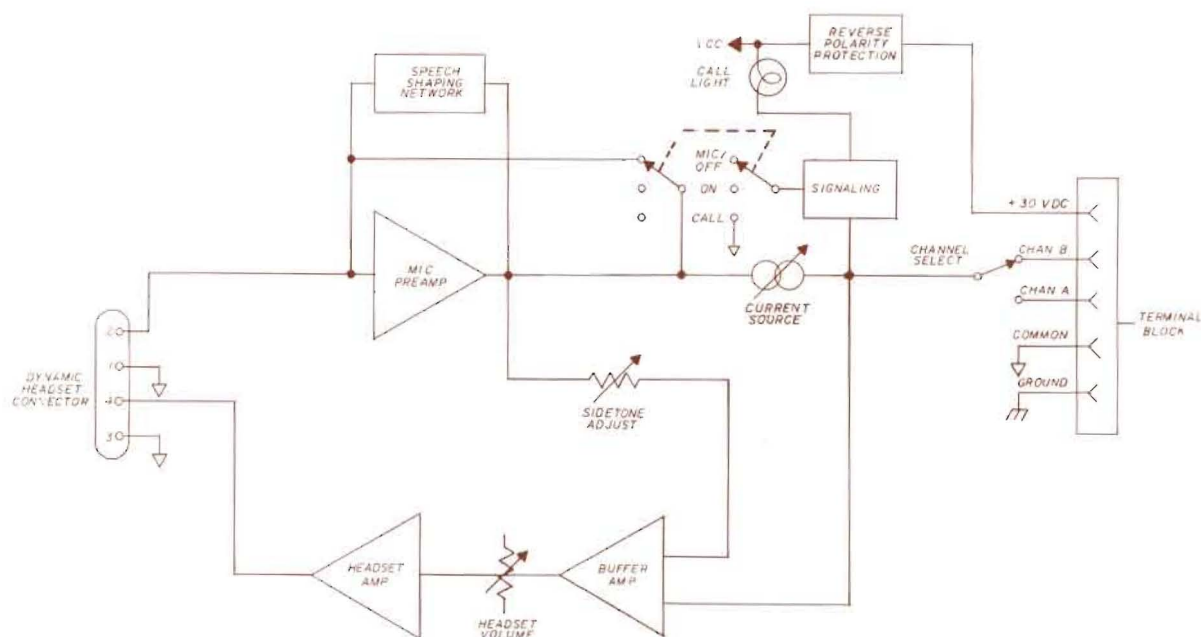 REVERSE
POLARITY
PROTECTION
VCC
CALL
LIGHT
SPEECH
SHAPING
NETWORK
MIC/
OFF
ON
CALL
SIGNALING
+30 VDC
CHANNEL
SELECT
CHAN B
CHAN A
COMMON
GROUND
TERMINAL
BLOCK
MIC
PREAMP
CURRENT
SOURCE
DYNAMIC
HEADSET
CONNECTOR
2
1
4
3
SIDETONE
ADJUST
HEADSET
AMP
BUFFER
AMP
HEADSET
VOLUME